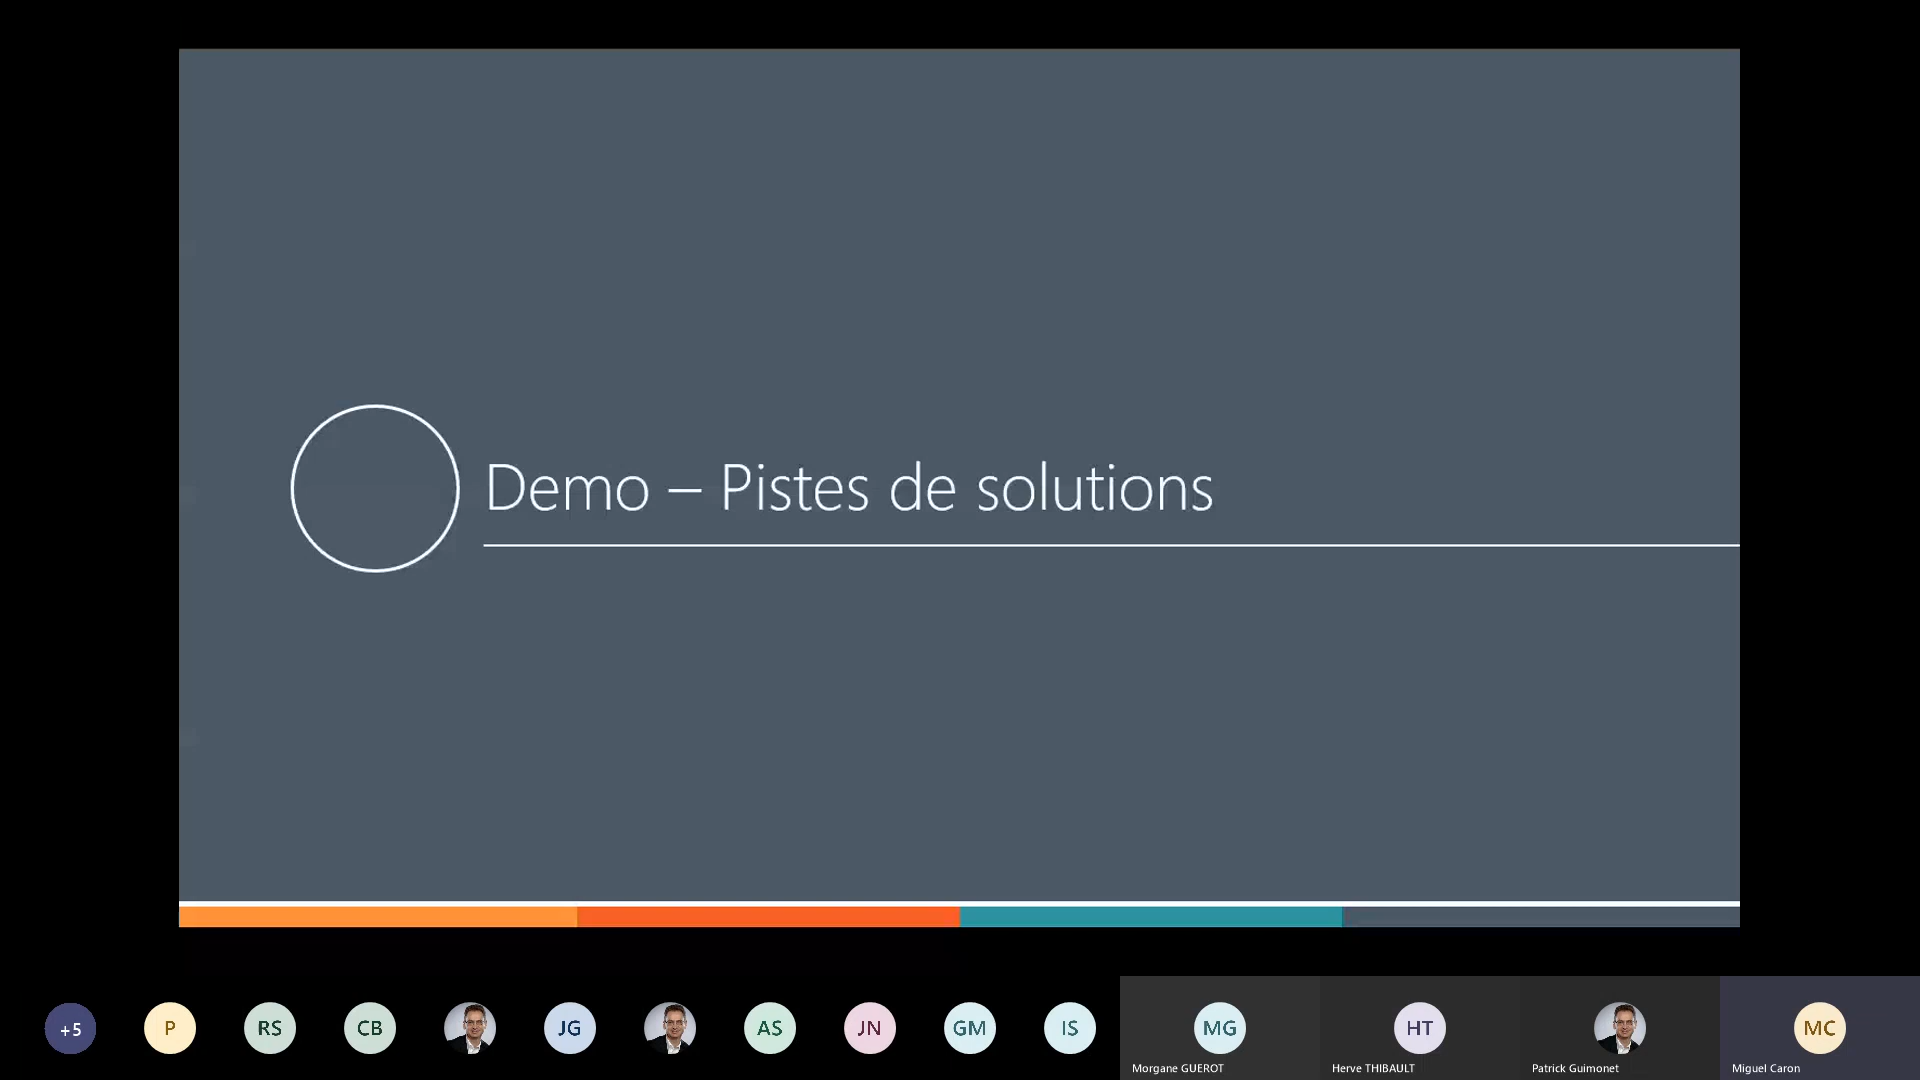 Demo – Pistes de solutions
+5
P
RS
CB
JG
AS
JN
GM
IS
MG
HT
MC
Morgane GUEROT
Herve THIBAULT
Patrick Guimonet
Miguel Caron